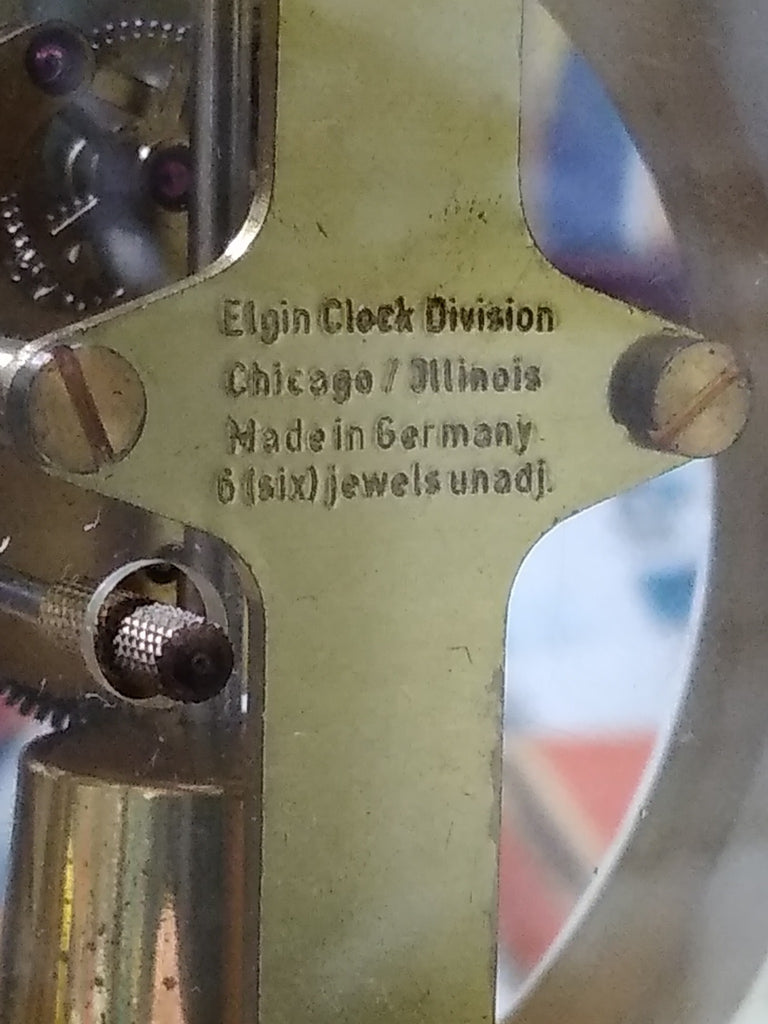 Elgin Clock Division
Chicago / Illinois
Made in Germany
6 (six) jewels unadj.